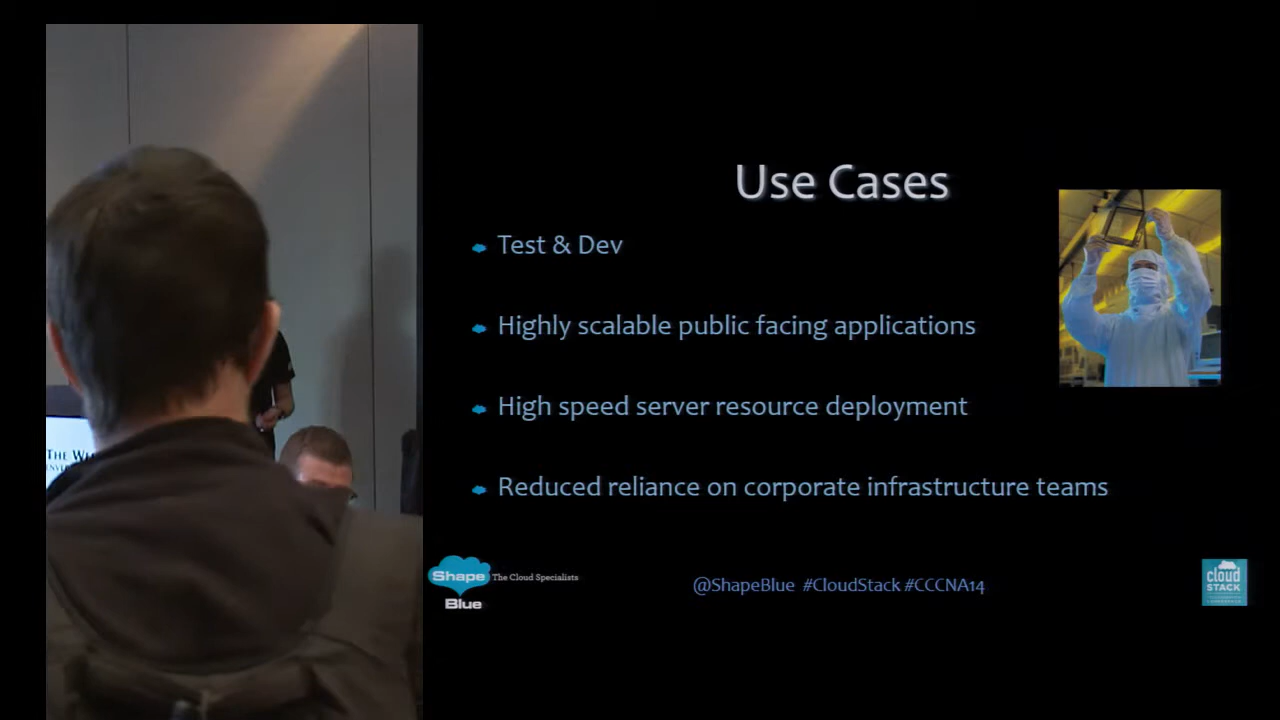 Use Cases
Test & Dev
Highly scalable public facing applications
High speed server resource deployment
Reduced reliance on corporate infrastructure teams
THE
Shape
Blue
The Cloud Specialists
@ShapeBlue #CloudStack #CCCNA14
cloud
STACK